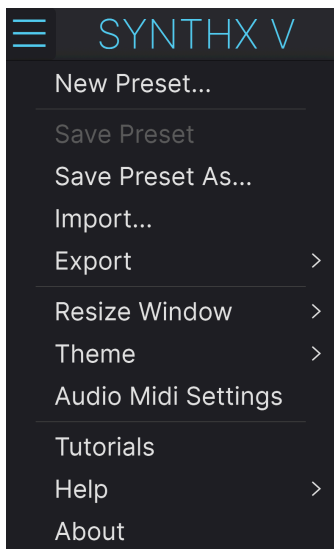 SYNTHX V
New Preset...
Save Preset
Save Preset As...
Import...
Export
Resize Window
Theme
Audio Midi Settings
Tutorials
Help
About